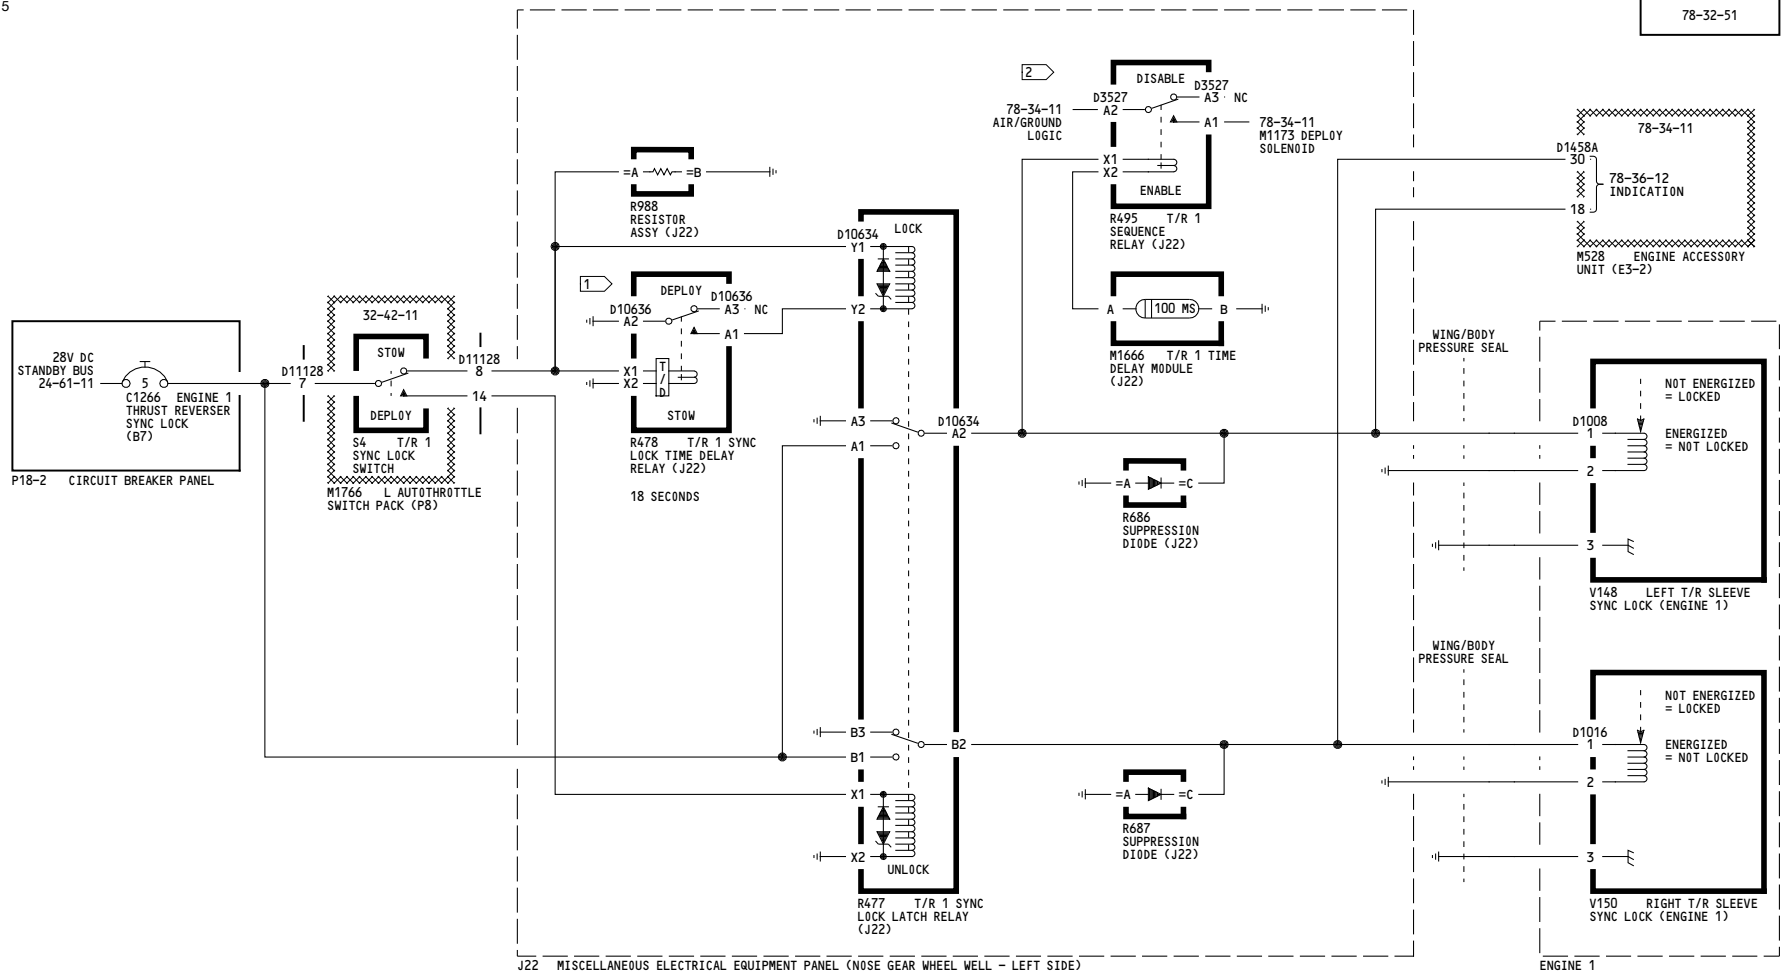 5
78-32-51
2
DISABLE
D3527
D3527
A3 NC
78-34-11
AIR/GROUND
LOGIC
A2
A1
78-34-11
M1173 DEPLOY
SOLENOID
X1
X2
ENABLE
R495 T/R 1
SEQUENCE
RELAY (J22)
78-34-11
D1458A
30
78-36-12
INDICATION
18
M528 ENGINE ACCESSORY
UNIT (E3-2)
=A
=B
R988
RESISTOR
ASSY (J22)
D10634
LOCK
Y1
Y2
1
DEPLOY
D10636
D10636
A3 NC
A2
A1
X1
X2
T
/
D
STOW
R478 T/R 1 SYNC
LOCK TIME DELAY
RELAY (J22)
18 SECONDS
A
100 MS
B
M1666 T/R 1 TIME
DELAY MODULE
(J22)
32-42-11
STOW
D11128
7
D11128
8
14
DEPLOY
S4 T/R 1
SYNC LOCK
SWITCH
M1766 L AUTOTHROTTLE
SWITCH PACK (P8)
28V DC
STANDBY BUS
24-61-11
5
C1266 ENGINE 1
THRUST REVERSER
SYNC LOCK
(B7)
P18-2 CIRCUIT BREAKER PANEL
A3
D10634
A2
A1
=A
=C
R686
SUPPRESSION
DIODE (J22)
WING/BODY
PRESSURE SEAL
NOT ENERGIZED
= LOCKED
D1008
1
ENERGIZED
= NOT LOCKED
2
3
V148 LEFT T/R SLEEVE
SYNC LOCK (ENGINE 1)
WING/BODY
PRESSURE SEAL
B3
B2
B1
X1
X2
UNLOCK
R477 T/R 1 SYNC
LOCK LATCH RELAY
(J22)
=A
=C
R687
SUPPRESSION
DIODE (J22)
NOT ENERGIZED
= LOCKED
D1016
1
ENERGIZED
= NOT LOCKED
2
3
V150 RIGHT T/R SLEEVE
SYNC LOCK (ENGINE 1)
J22 MISCELLANEOUS ELECTRICAL EQUIPMENT PANEL (NOSE GEAR WHEEL WELL - LEFT SIDE)
ENGINE 1